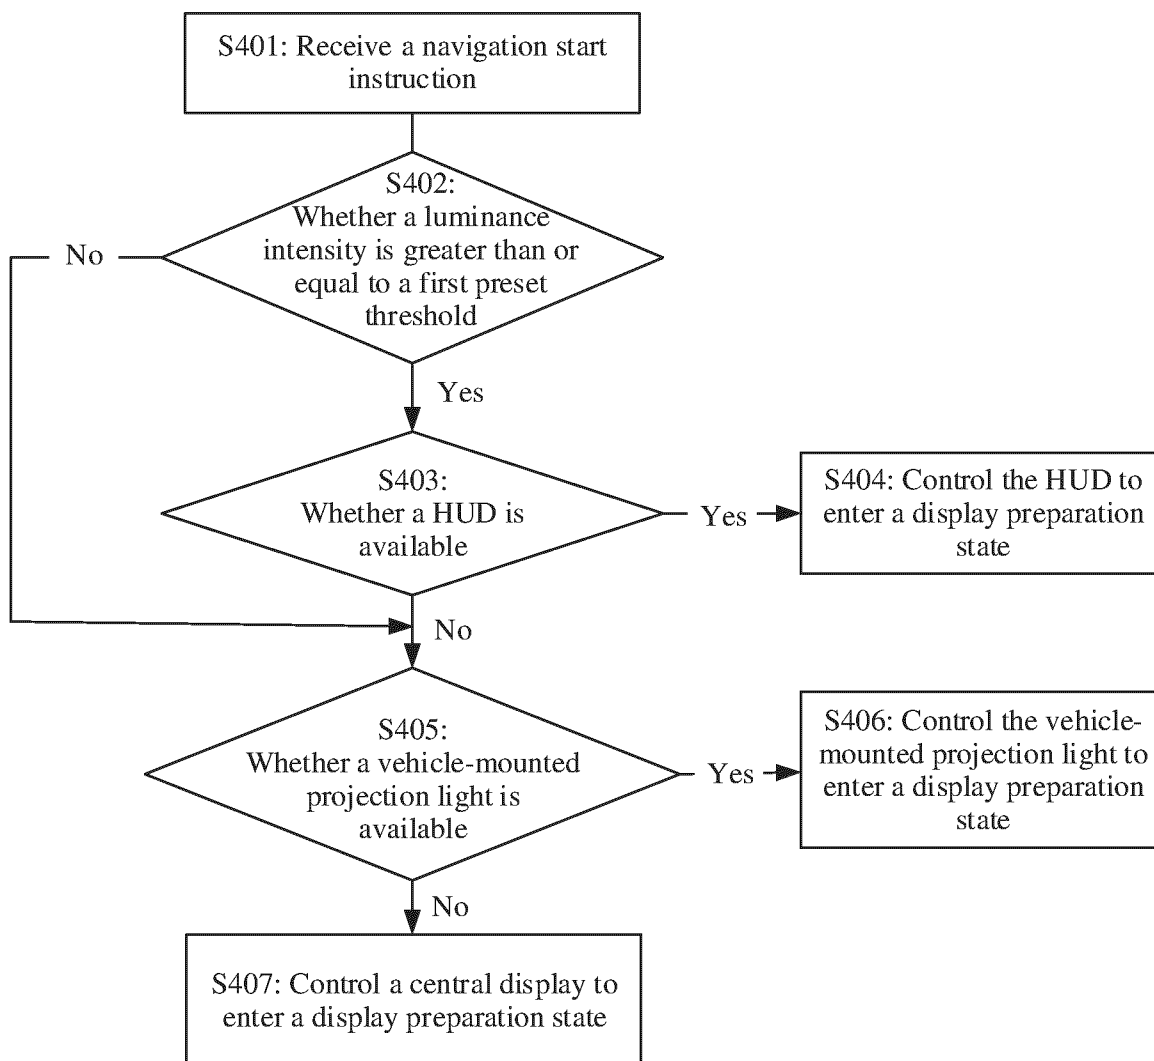 S401: Receive a navigation start
instruction
S402:
Whether a luminance
intensity is greater than or
equal to a first preset
threshold
No
Yes
S403:
Whether a HUD is
available
Yes
S404: Control the HUD to
enter a display preparation
state
No
S405:
Whether a vehicle-mounted
projection light is
available
Yes
S406: Control the vehicle-
mounted projection light to
enter a display preparation
state
No
S407: Control a central display to
enter a display preparation state